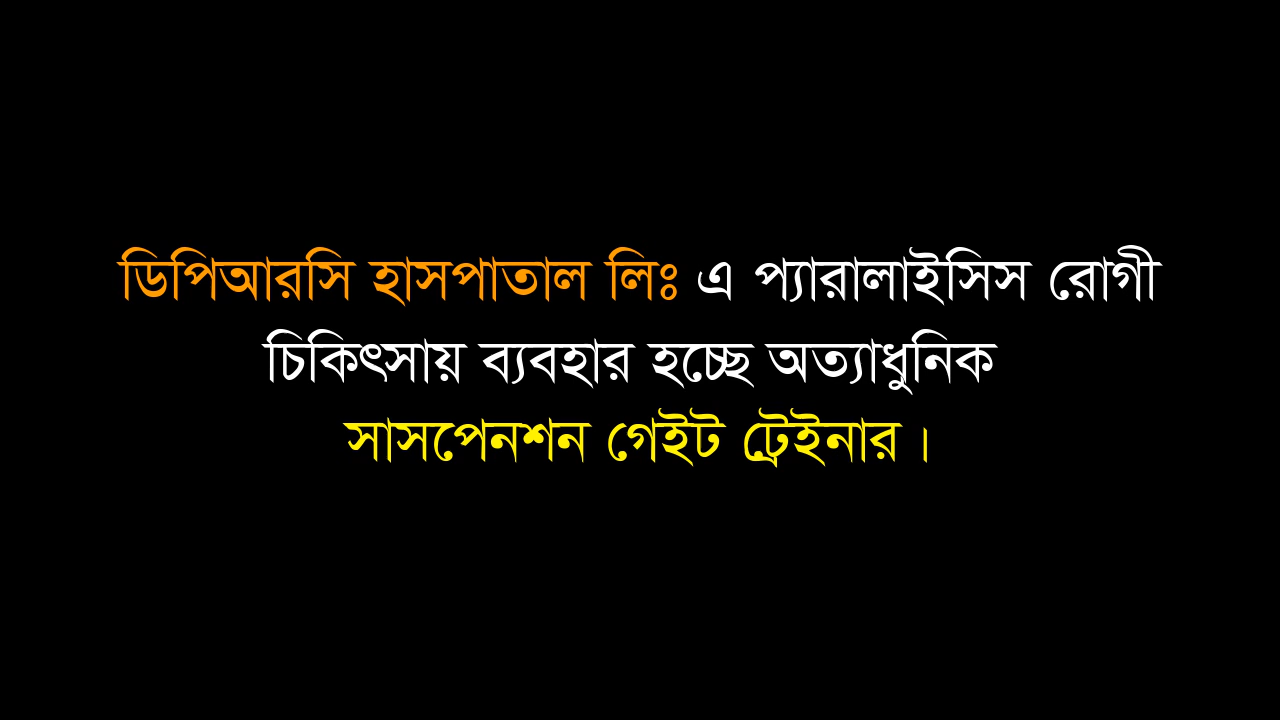 ডিপিআরসি হাসপাতাল লিঃ এ প্যারালাইসিস রোগী
চিকিৎসায় ব্যবহার হচ্ছে অত্যাধুনিক
সাসপেনশন গেইট ট্রেইনার।